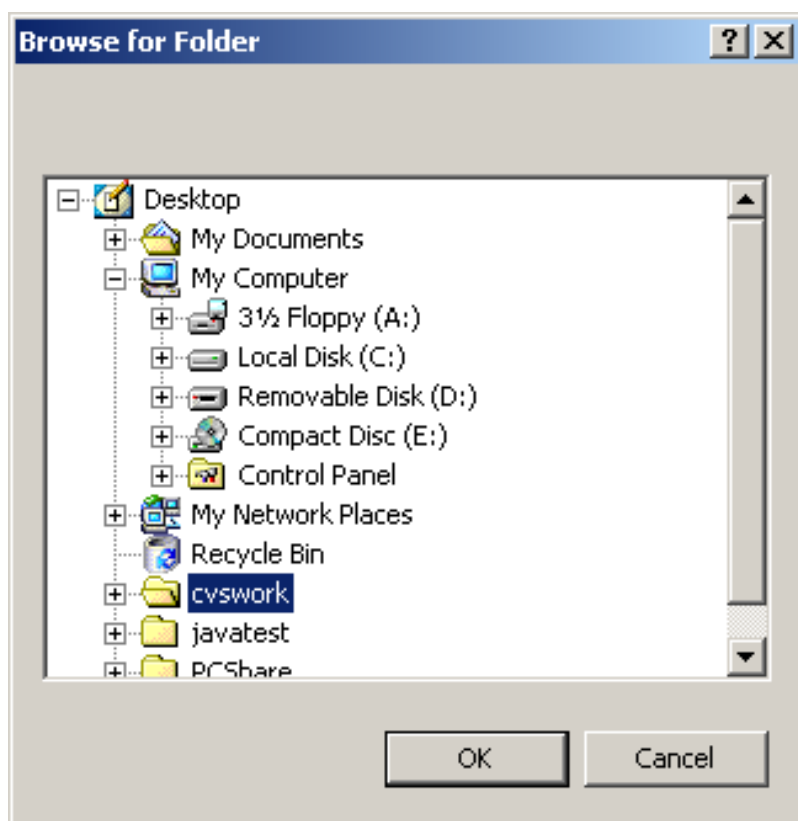 Browse for Folder
Desktop
My Documents
My Computer
3½ Floppy (A:)
Local Disk (C:)
Removable Disk (D:)
Compact Disc (E:)
Control Panel
My Network Places
Recycle Bin
cvswork
javatest
PCShare
OK Cancel